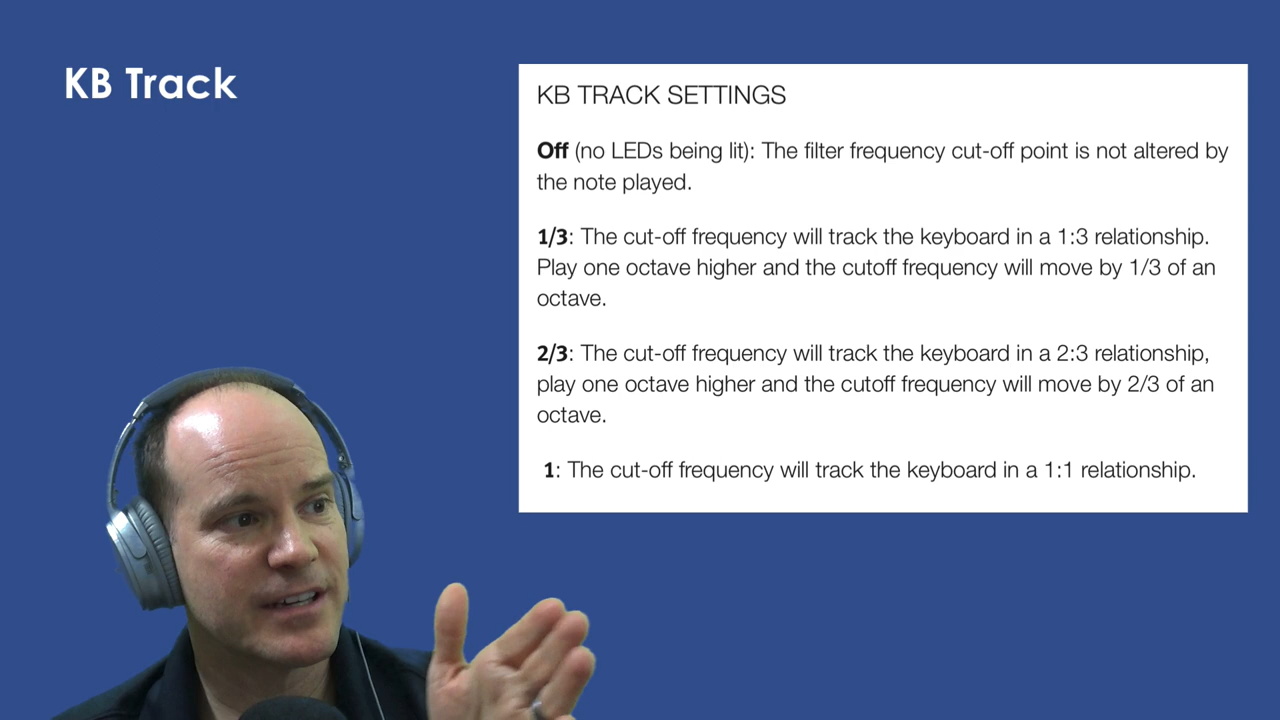 KB Track
KB TRACK SETTINGS
Off (no LEDs being lit): The filter frequency cut-off point is not altered by
the note played.
1/3: The cut-off frequency will track the keyboard in a 1:3 relationship.
Play one octave higher and the cutoff frequency will move by 1/3 of an
octave.
2/3: The cut-off frequency will track the keyboard in a 2:3 relationship,
play one octave higher and the cutoff frequency will move by 2/3 of an
octave.
1: The cut-off frequency will track the keyboard in a 1:1 relationship.